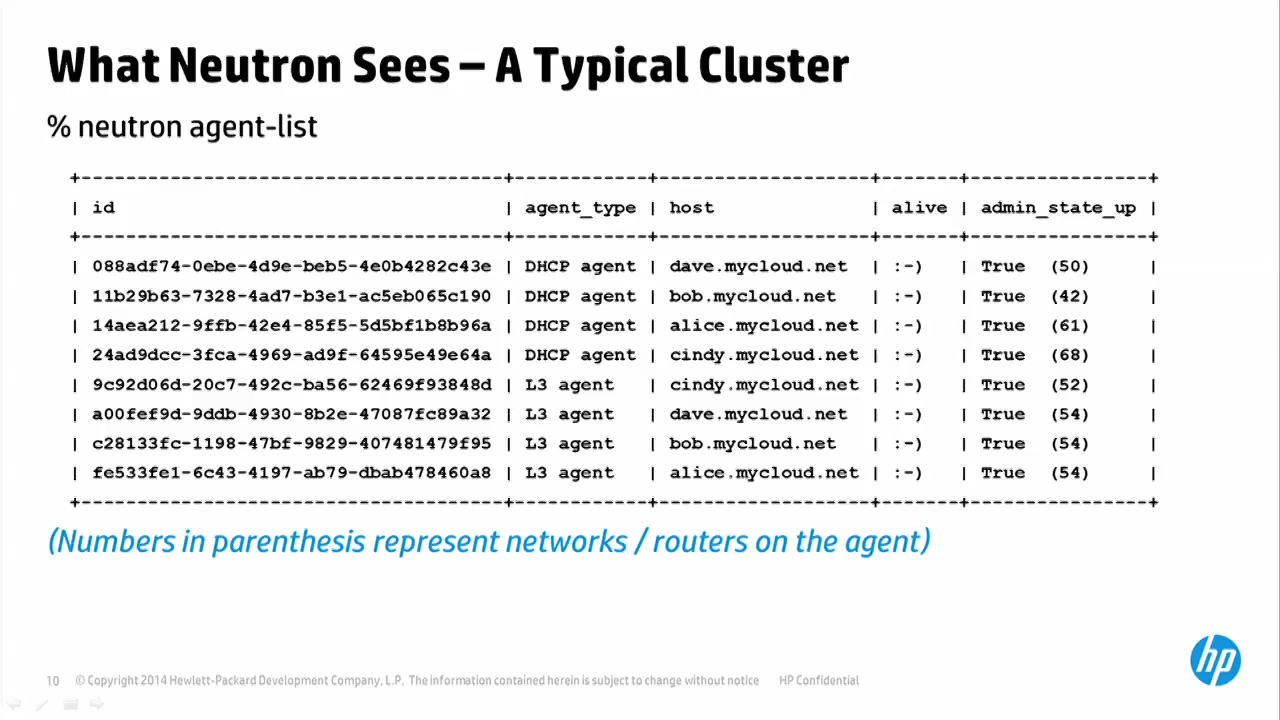 What Neutron Sees – A Typical Cluster
% neutron agent-list
+--------------------------------------+------------+-------------------+-------+----------------+
| id                                   | agent_type | host              | alive | admin_state_up |
+--------------------------------------+------------+-------------------+-------+----------------+
| 088adf74-0ebe-4d9e-beb5-4e0b4282c43e | DHCP agent | dave.mycloud.net  | :-)   | True  (50)     |
| 11b29b63-7328-4ad7-b3e1-ac5eb065c190 | DHCP agent | bob.mycloud.net   | :-)   | True  (42)     |
| 14aea212-9ffb-42e4-85f5-5d5bf1b8b96a | DHCP agent | alice.mycloud.net | :-)   | True  (61)     |
| 24ad9dcc-3fca-4969-ad9f-64595e49e64a | DHCP agent | cindy.mycloud.net | :-)   | True  (68)     |
| 9c92d06d-20c7-492c-ba56-62469f93848d | L3 agent   | cindy.mycloud.net | :-)   | True  (52)     |
| a00fef9d-9ddb-4930-8b2e-47087fc89a32 | L3 agent   | dave.mycloud.net  | :-)   | True  (54)     |
| c28133fc-1198-47bf-9829-407481479f95 | L3 agent   | bob.mycloud.net   | :-)   | True  (54)     |
| fe533fe1-6c43-4197-ab79-dbab478460a8 | L3 agent   | alice.mycloud.net | :-)   | True  (54)     |
+--------------------------------------+------------+-------------------+-------+----------------+
(Numbers in parenthesis represent networks / routers on the agent)
10 © Copyright 2014 Hewlett-Packard Development Company, L.P. The information contained herein is subject to change without notice HP Confidential
hp